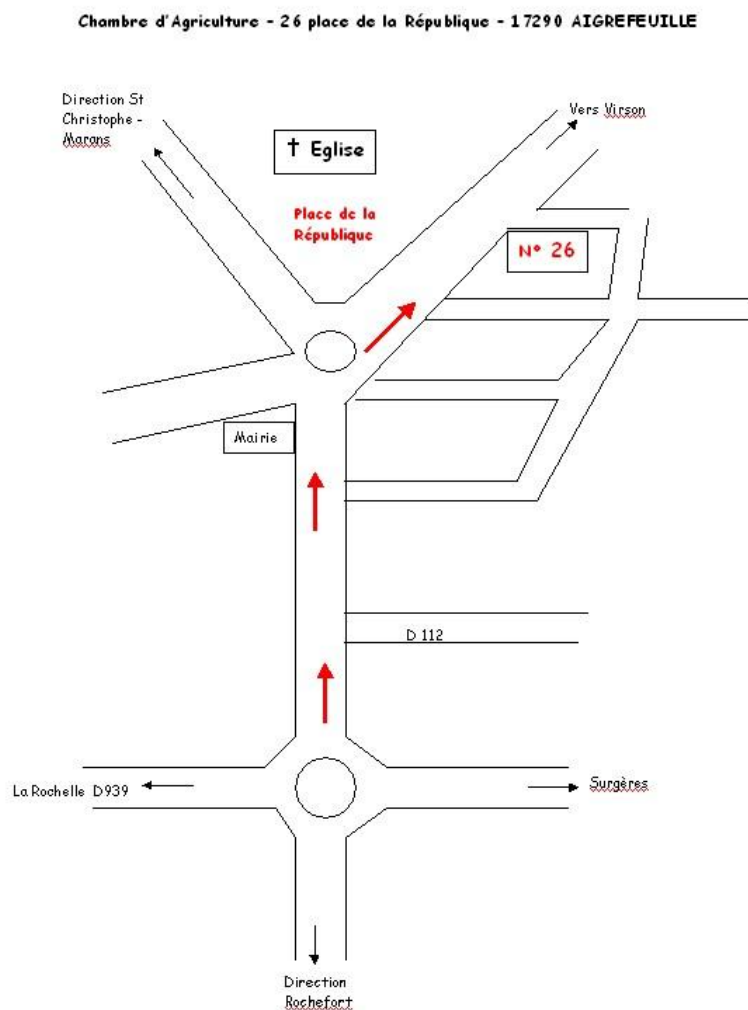 Chambre d'Agriculture - 26 place de la République - 17290 AIGREFEUILLE
Direction St
Christophe -
Marans
Vers Virson
† Eglise
Place de la
République
N° 26
Mairie
D 112
La Rochelle D939
Surgères
Direction
Rochefort